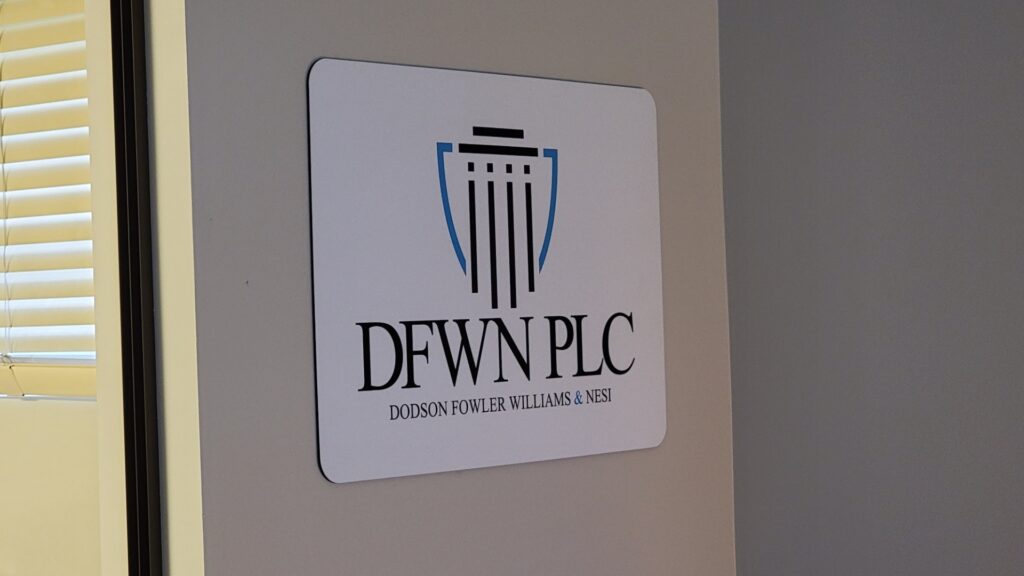 DFWN PLC
DODSON FOWLER WILLIAMS & NESI